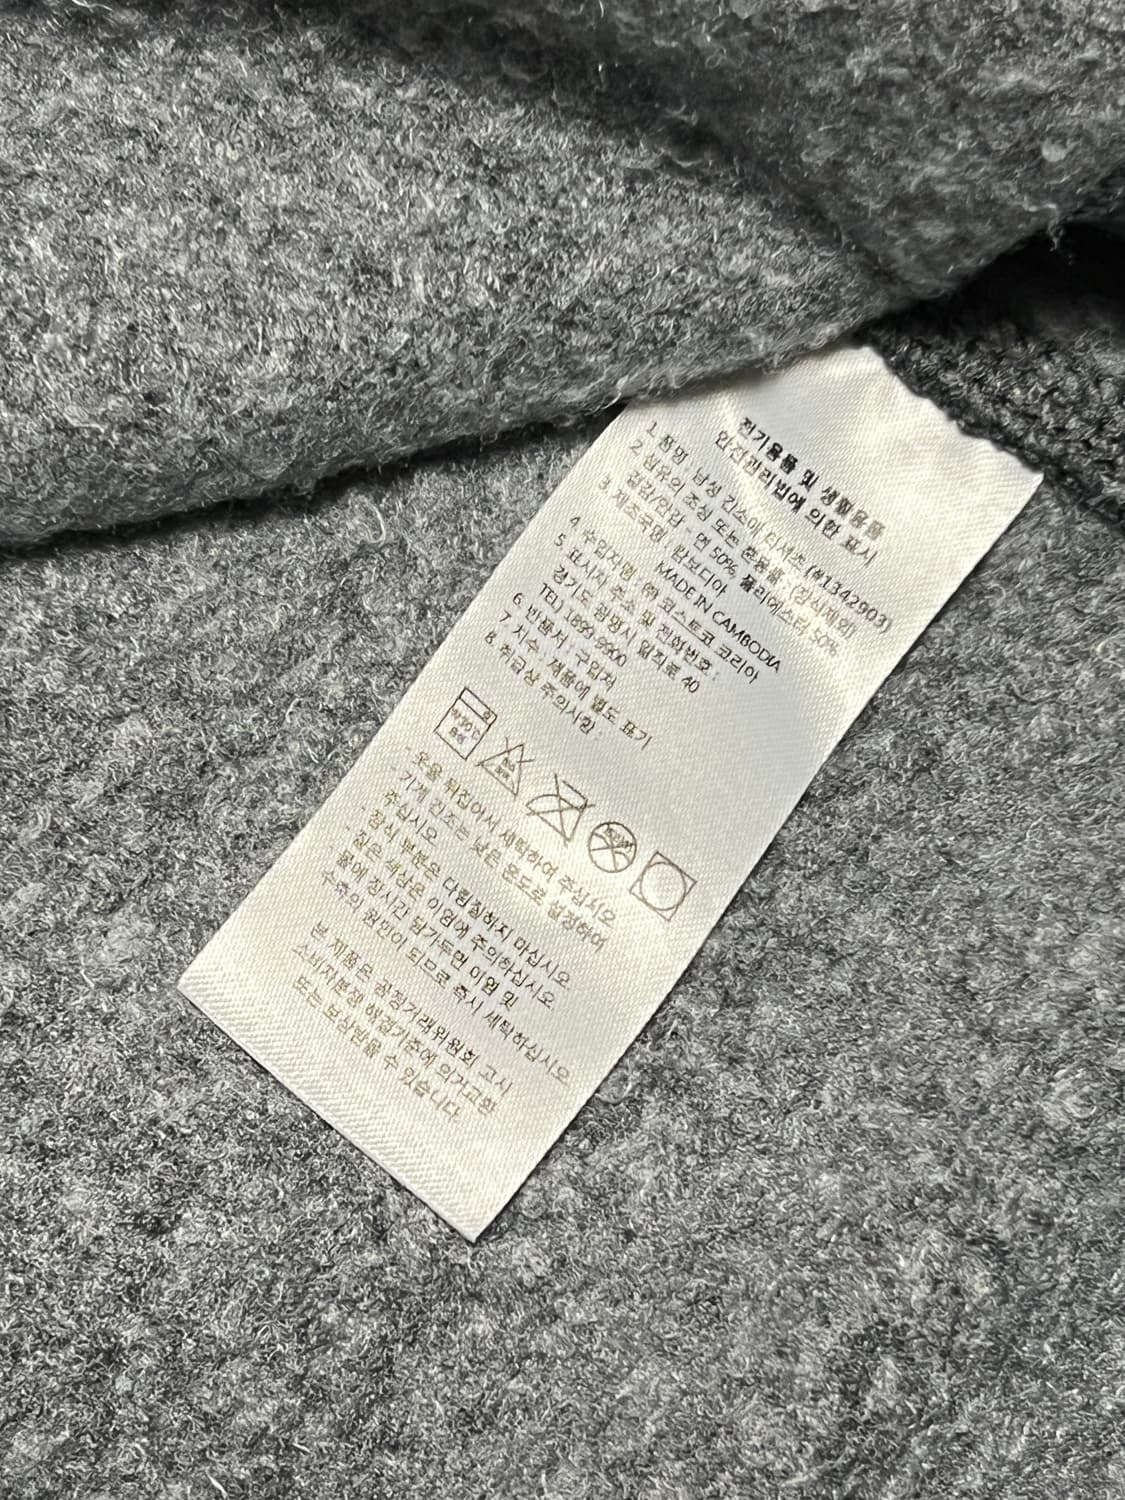 전기용품 및 생활용품
안전관리법에 의한 표시
1. 품명 : 남성 긴소매 티셔츠 (#1342903)
2. 섬유의 조성 또는 혼용률 : (장식제외)
겉감/안감 : 면 50%, 폴리에스터 50%
3. 제조국명 : 캄보디아
MADE IN CAMBODIA
4. 수입자명 : ㈜ 코스트코 코리아
5. 표시자 주소 및 전화번호 :
경기도 광명시 일직로 40
TEL) 1899-9900
6. 반품처 : 구입처
7. 치수 : 제품에 별도 표기
8. 취급상 주의사항 :
- 옷을 뒤집어서 세탁하여 주십시오
- 기계 건조는 낮은 온도로 설정하여
주십시오
- 장식 부분은 다림질하지 마십시오
- 짙은 색상은 이염에 주의하십시오
- 물에 장시간 담가두면 이염 및
수축의 원인이 되므로 즉시 세탁하십시오
본 제품은 공정거래위원회 고시
소비자분쟁 해결기준에 의거교환
또는 보상받을 수 있습니다.